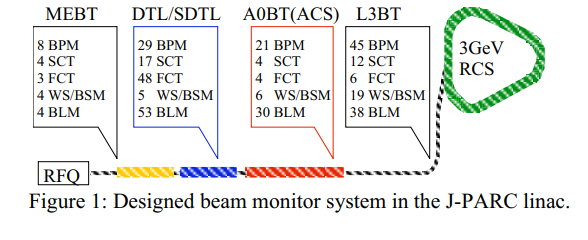 MEBT
8 BPM
4 SCT
3 FCT
4 WS/BSM
4 BLM
DTL/SDTL
29 BPM
17 SCT
48 FCT
5 WS/BSM
53 BLM
A0BT(ACS)
21 BPM
4 SCT
4 FCT
6 WS/BSM
30 BLM
L3BT
45 BPM
12 SCT
6 FCT
19 WS/BSM
38 BLM
3GeV
RCS
RFQ
Figure 1: Designed beam monitor system in the J-PARC linac.